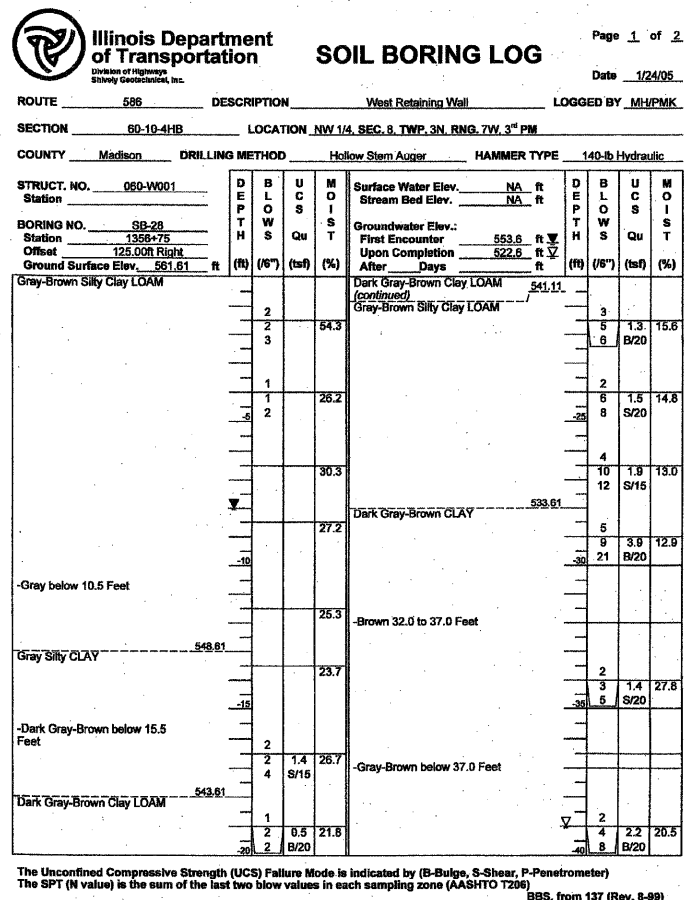 Illinois Department
of Transportation
Division of Highways
Shively Geotechnical, Inc.
SOIL BORING LOG
Page 1 of 2
Date 1/24/05
ROUTE 586 DESCRIPTION West Retaining Wall LOGGED BY MH/PMK
SECTION 60-10-4HB LOCATION NW 1/4, SEC. 8, TWP. 3N, RNG. 7W, 3rd PM
COUNTY Madison DRILLING METHOD Hollow Stem Auger HAMMER TYPE 140-lb Hydraulic
STRUCT. NO. 060-W001
Station
BORING NO. SB-28
Station 1356+75
Offset 125.00ft Right
Ground Surface Elev. 561.61 ft
DEPTH (ft)
BLOWS (/6")
UCS Qu (tsf)
MOIST (%)
Gray-Brown Silty Clay LOAM
2
2 54.3
3
1
1 26.2
-5 2
30.3
27.2
-10
-Gray below 10.5 Feet
25.3
548.61
Gray Silty CLAY
23.7
-15
-Dark Gray-Brown below 15.5
Feet
2
2 1.4 26.7
4 S/15
543.61
Dark Gray-Brown Clay LOAM
1
2 0.5 21.8
-20 2 B/20
Surface Water Elev. NA ft
Stream Bed Elev. NA ft
Groundwater Elev.:
First Encounter 553.6 ft
Upon Completion 522.6 ft
After Days ft
DEPTH (ft)
BLOWS (/6")
UCS Qu (tsf)
MOIST (%)
Dark Gray-Brown Clay LOAM 541.11
(continued)
Gray-Brown Silty Clay LOAM
3
5 1.3 15.6
6 B/20
2
6 1.5 14.8
-25 8 S/20
4
10 1.9 13.0
12 S/15
533.61
Dark Gray-Brown CLAY
5
9 3.9 12.9
-30 21 B/20
-Brown 32.0 to 37.0 Feet
2
3 1.4 27.8
-35 5 S/20
-Gray-Brown below 37.0 Feet
2
4 2.2 20.5
-40 8 B/20
The Unconfined Compressive Strength (UCS) Failure Mode is indicated by (B-Bulge, S-Shear, P-Penetrometer)
The SPT (N value) is the sum of the last two blow values in each sampling zone (AASHTO T206)
BBS, from 137 (Rev. 8-99)